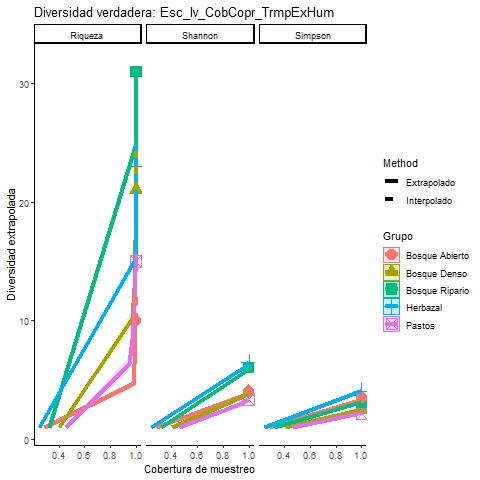 Diversidad verdadera: Esc_lv_CobCopr_TrmpExHum
Riqueza Shannon Simpson
30
20
10
0
Diversidad extrapolada
0.4 0.6 0.8 1.0 0.4 0.6 0.8 1.0 0.4 0.6 0.8 1.0
Cobertura de muestreo
Method
Extrapolado
Interpolado
Grupo
Bosque Abierto
Bosque Denso
Bosque Ripario
Herbazal
Pastos